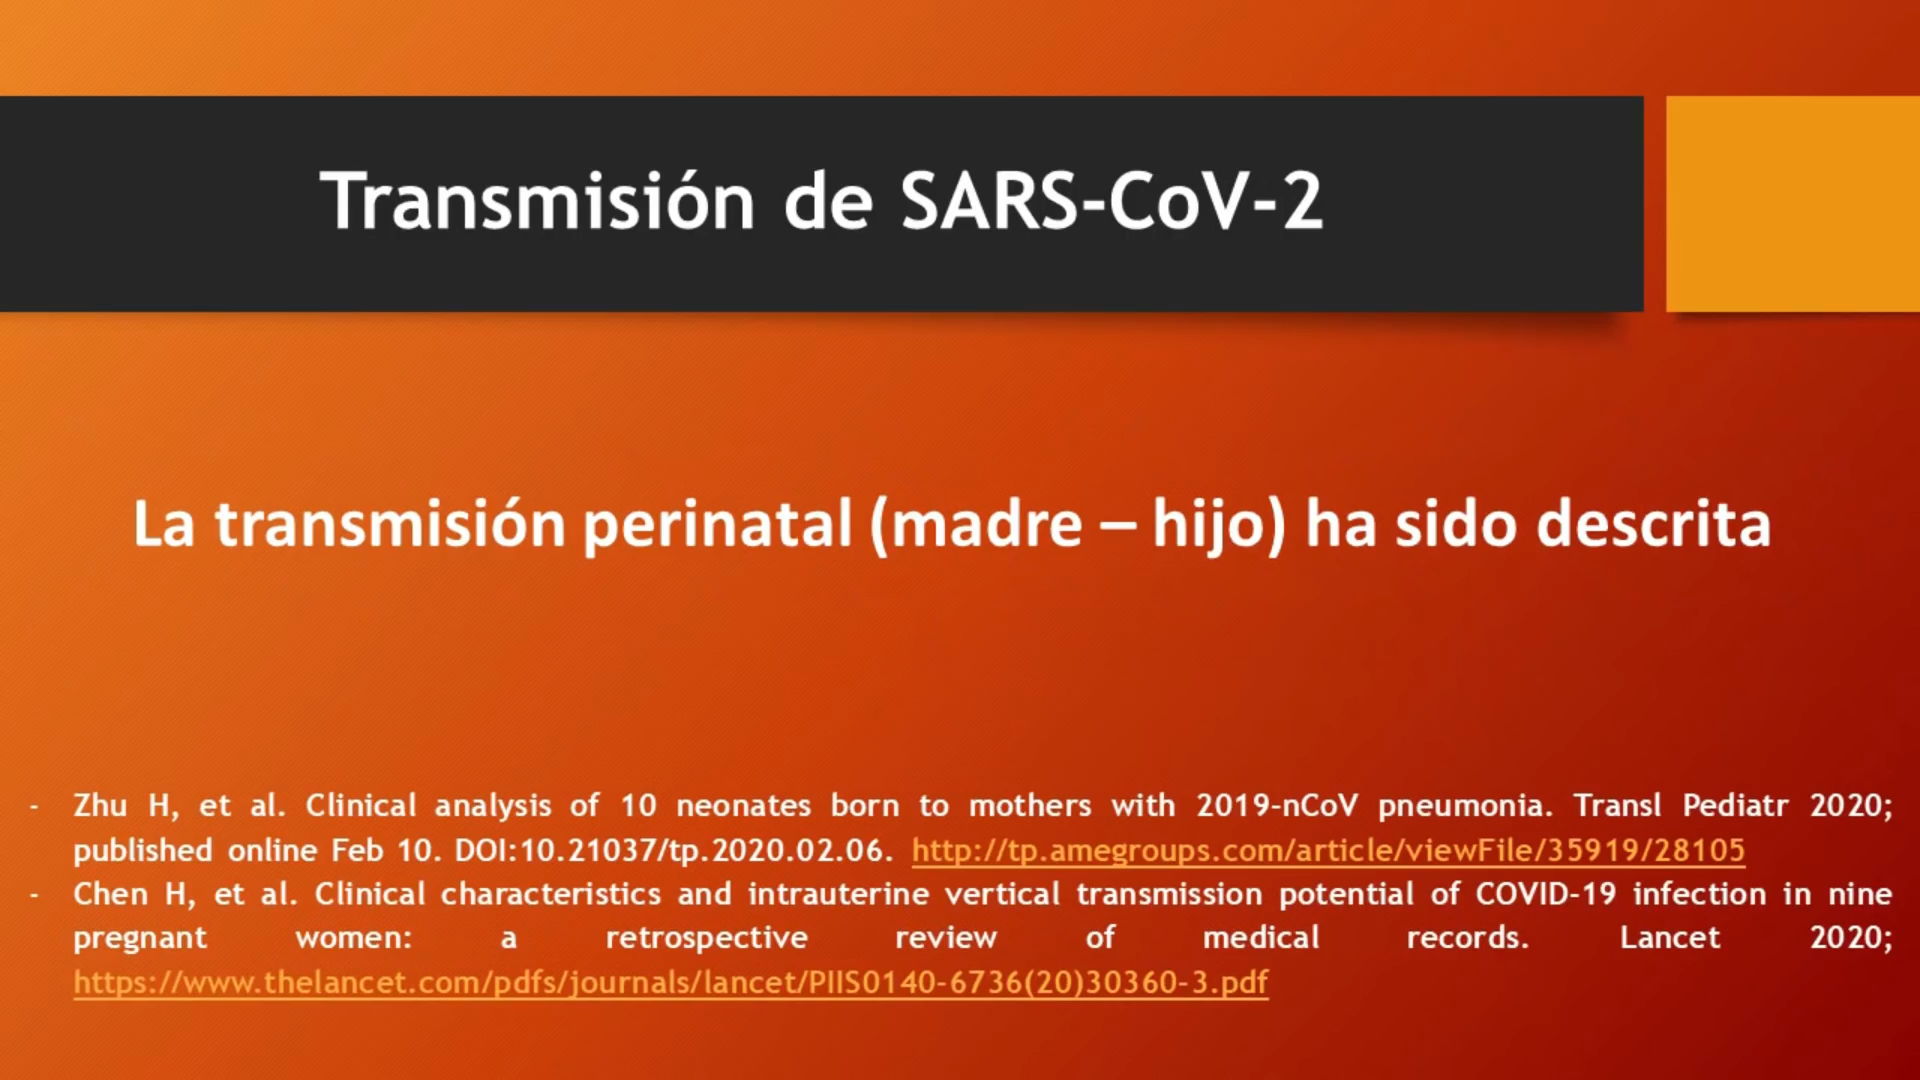 Transmisión de SARS-CoV-2
La transmisión perinatal (madre – hijo) ha sido descrita
- Zhu H, et al. Clinical analysis of 10 neonates born to mothers with 2019-nCoV pneumonia. Transl Pediatr 2020;
published online Feb 10. DOI:10.21037/tp.2020.02.06. http://tp.amegroups.com/article/viewFile/35919/28105
- Chen H, et al. Clinical characteristics and intrauterine vertical transmission potential of COVID-19 infection in nine
pregnant women: a retrospective review of medical records. Lancet 2020;
https://www.thelancet.com/pdfs/journals/lancet/PIIS0140-6736(20)30360-3.pdf